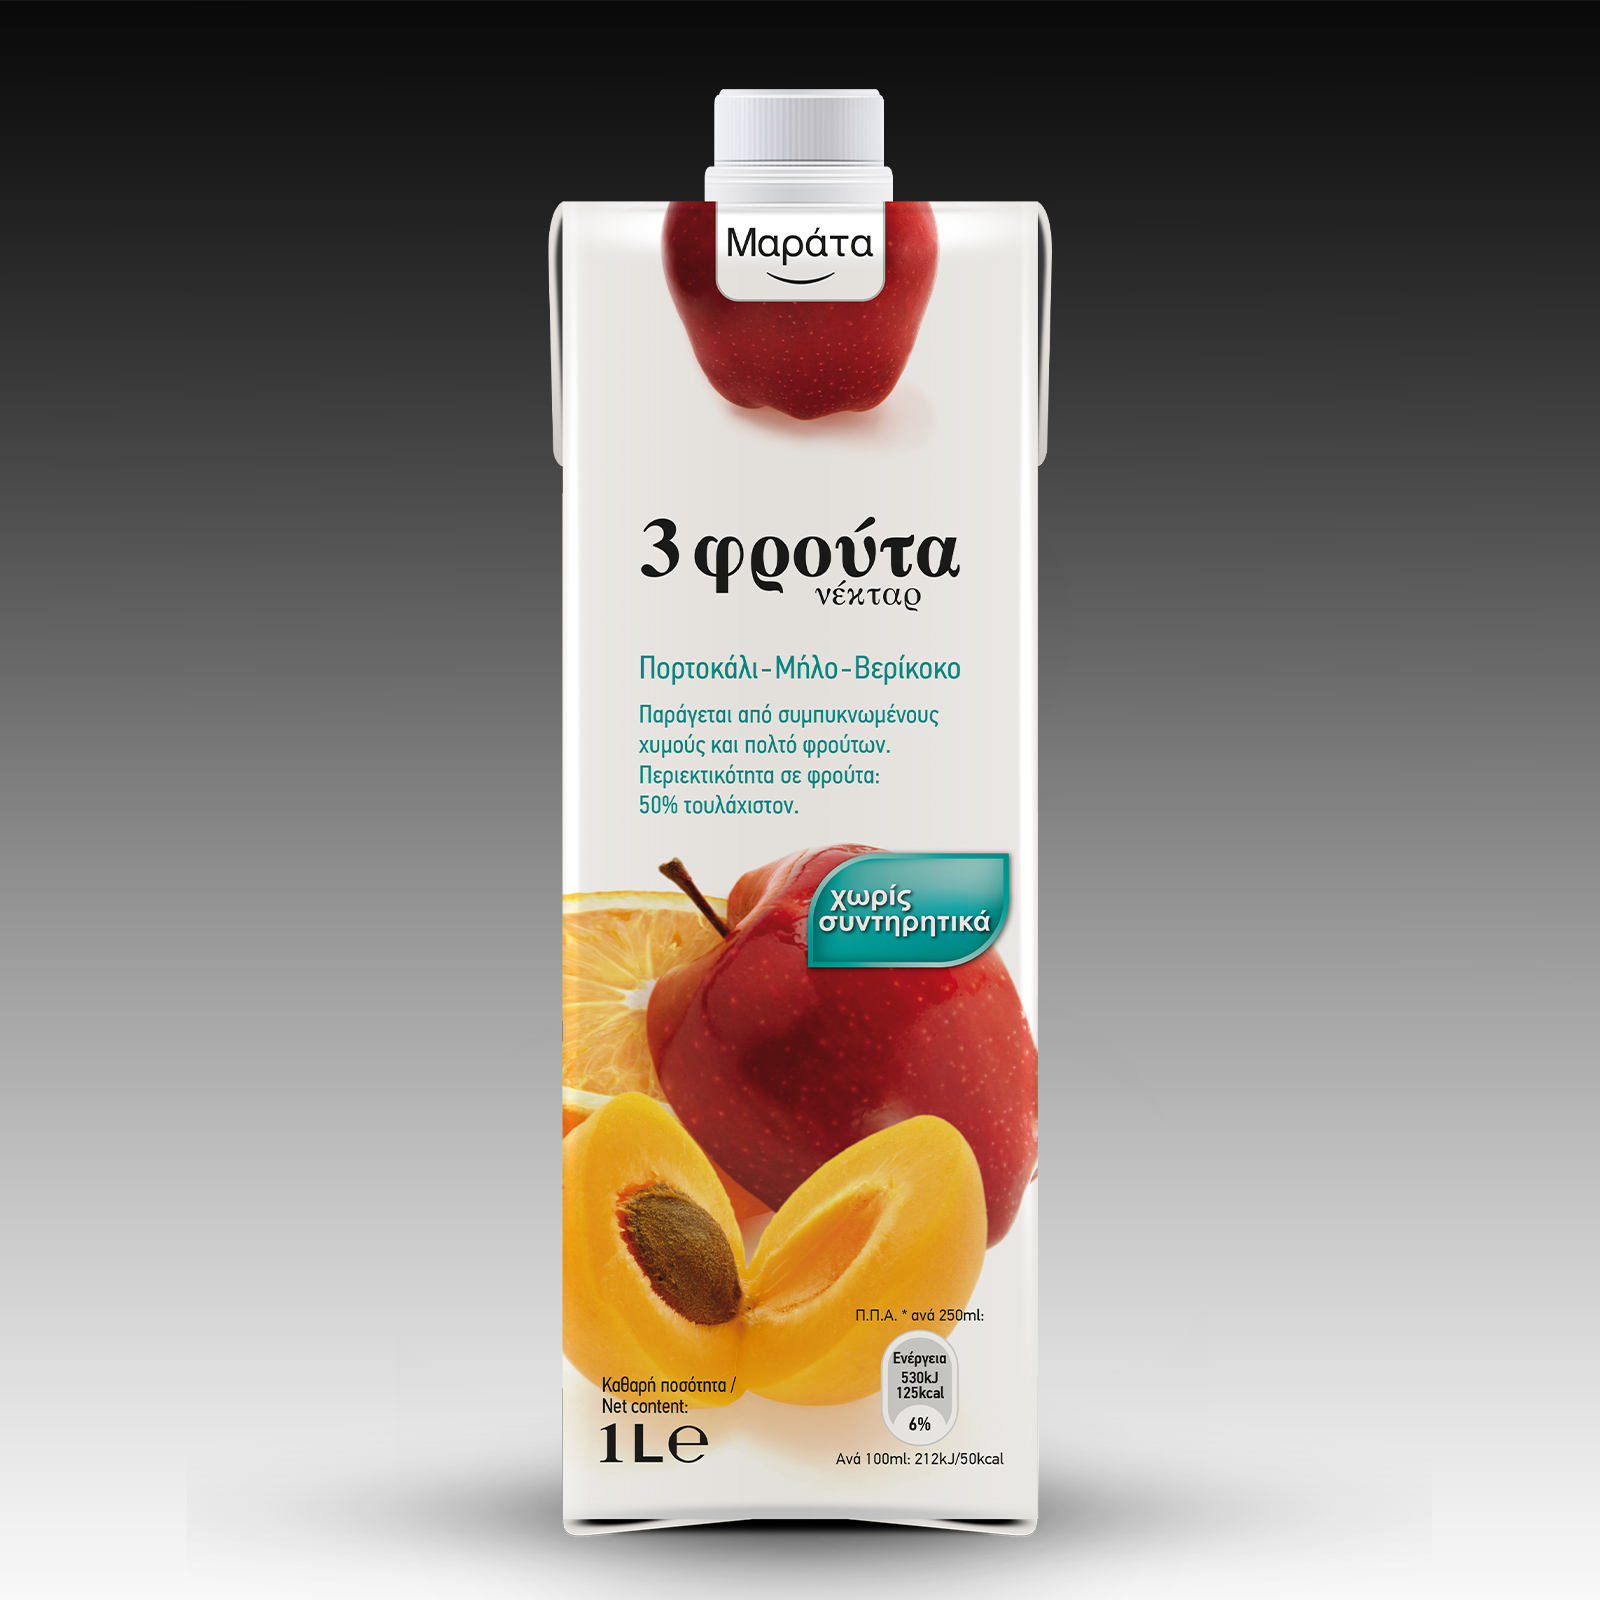 Μαράτα
3 φρούτα
νέκταρ
Πορτοκάλι-Μήλο-Βερίκοκο
Παράγεται από συμπυκνωμένους
χυμούς και πολτό φρούτων.
Περιεκτικότητα σε φρούτα:
50% τουλάχιστον.
χωρίς
συντηρητικά
Π.Π.Α. * ανά 250ml:
Ενέργεια
530kJ
125kcal
6%
Ανά 100ml: 212kJ/50kcal
Καθαρή ποσότητα /
Net content:
1L℮